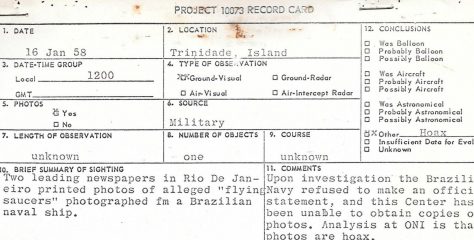 PROJECT 10073 RECORD CARD
1. DATE
16 Jan 58
2. LOCATION
Trinidade, Island
12. CONCLUSIONS
☐ Was Balloon
☐ Probably Balloon
☐ Possibly Balloon
☐ Was Aircraft
☐ Probably Aircraft
☐ Possibly Aircraft
☐ Was Astronomical
☐ Probably Astronomical
☐ Possibly Astronomical
☒ Other Hoax
☐ Insufficient Data for Eval
☐ Unknown
3. DATE-TIME GROUP
Local 1200
GMT
4. TYPE OF OBSERVATION
☒ Ground-Visual ☐ Ground-Radar
☐ Air-Visual ☐ Air-Intercept Radar
5. PHOTOS
☒ Yes
☐ No
6. SOURCE
Military
7. LENGTH OF OBSERVATION
unknown
8. NUMBER OF OBJECTS
one
9. COURSE
unknown
10. BRIEF SUMMARY OF SIGHTING
Two leading newspapers in Rio De Jan-
eiro printed photos of alleged "flying
saucers" photographed fm a Brazilian
naval ship.
11. COMMENTS
Upon investigation the Brazili
Navy refused to make an offici
statement, and this Center has
been unable to obtain copies o
photos. Analysis at ONI is tha
photos are hoax.